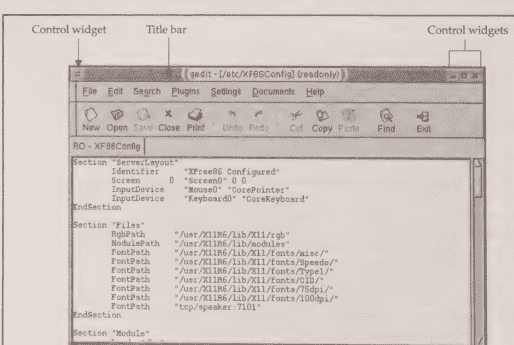 Control widget Title bar Control widgets
gedit - [/etc/XF86Config] (readonly)
File Edit Search Plugins Settings Documents Help
New Open Save Close Print Undo Redo Cut Copy Paste Find Exit
RO - XF86Config
Section "ServerLayout"
Identifier "XFree86 Configured"
Screen 0 "Screen0" 0 0
InputDevice "Mouse0" "CorePointer"
InputDevice "Keyboard0" "CoreKeyboard"
EndSection
Section "Files"
RgbPath "/usr/X11R6/lib/X11/rgb"
ModulePath "/usr/X11R6/lib/modules"
FontPath "/usr/X11R6/lib/X11/fonts/misc/"
FontPath "/usr/X11R6/lib/X11/fonts/Speedo/"
FontPath "/usr/X11R6/lib/X11/fonts/Type1/"
FontPath "/usr/X11R6/lib/X11/fonts/CID/"
FontPath "/usr/X11R6/lib/X11/fonts/75dpi/"
FontPath "/usr/X11R6/lib/X11/fonts/100dpi/"
FontPath "tcp/speaker:7101"
EndSection
Section "Module"